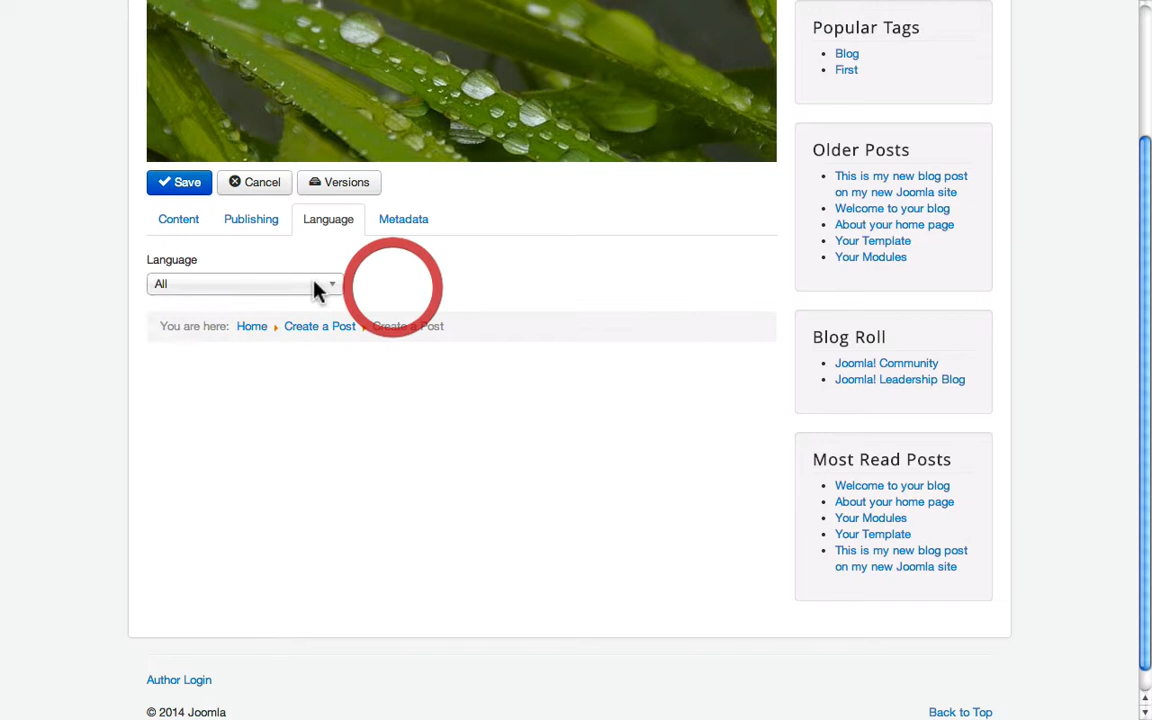 Save
Cancel
Versions
Content
Publishing
Language
Metadata
Language
All
You are here: Home Create a Post Create a Post
Popular Tags
Blog
First
Older Posts
This is my new blog post
on my new Joomla site
Welcome to your blog
About your home page
Your Template
Your Modules
Blog Roll
Joomla! Community
Joomla! Leadership Blog
Most Read Posts
Welcome to your blog
About your home page
Your Modules
Your Template
This is my new blog post
on my new Joomla site
Author Login
© 2014 Joomla
Back to Top